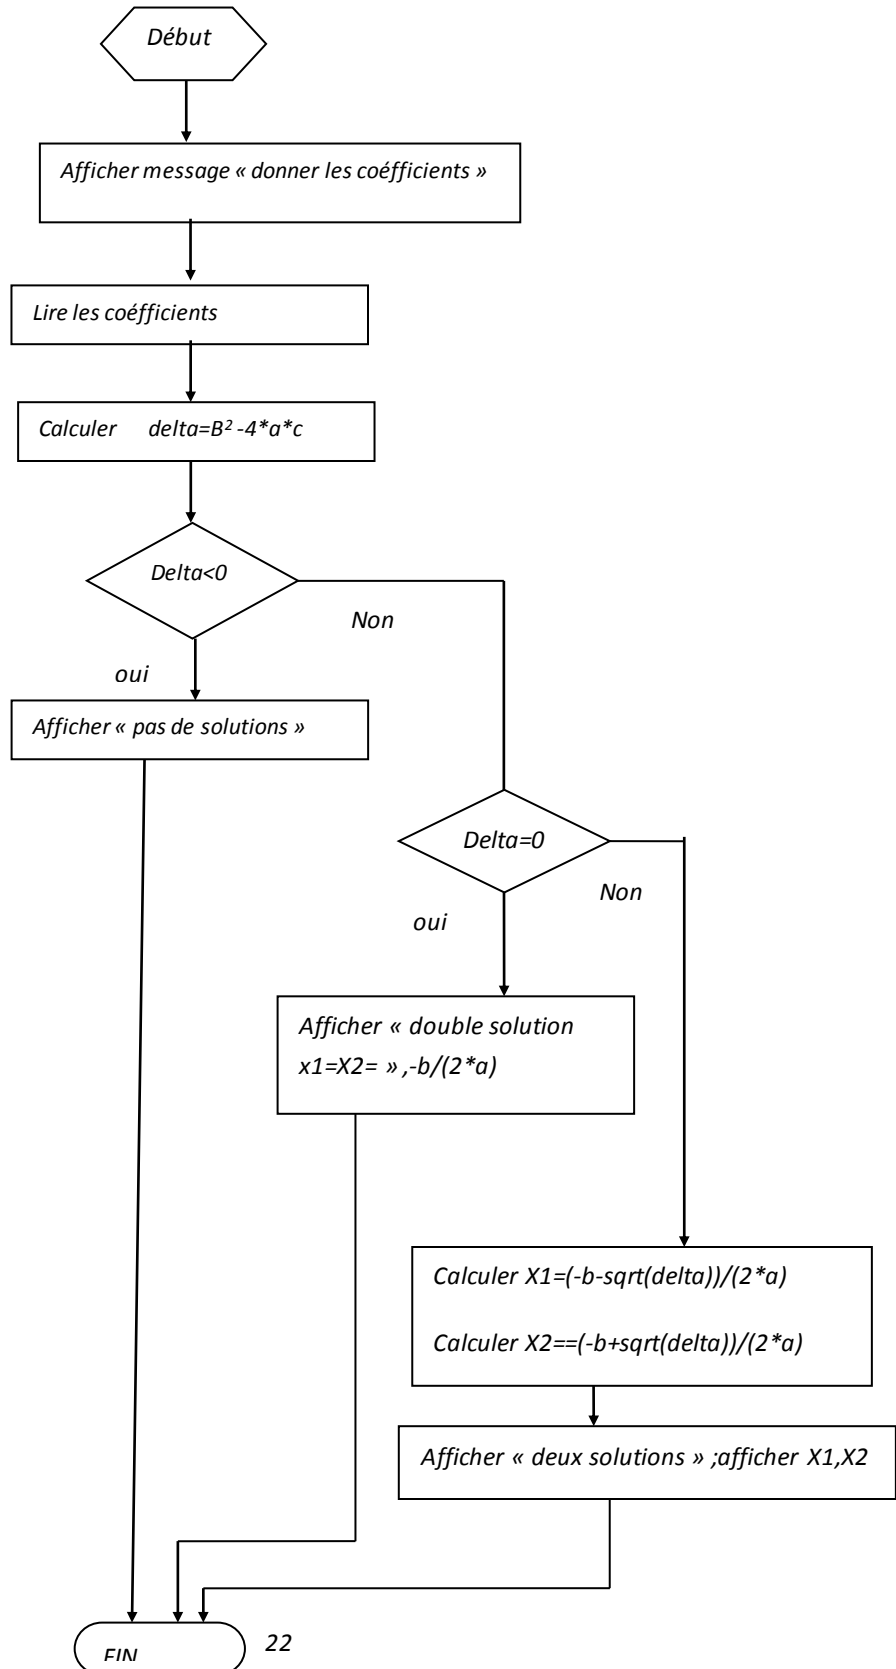 Début
Afficher message « donner les coéfficients »
Lire les coéfficients
Calculer delta=B² -4*a*c
Delta<0
Non
oui
Afficher « pas de solutions »
Delta=0
Non
oui
Afficher « double solution
x1=X2= » ,-b/(2*a)
Calculer X1=(-b-sqrt(delta))/(2*a)
Calculer X2==(-b+sqrt(delta))/(2*a)
Afficher « deux solutions » ;afficher X1,X2
FIN
22